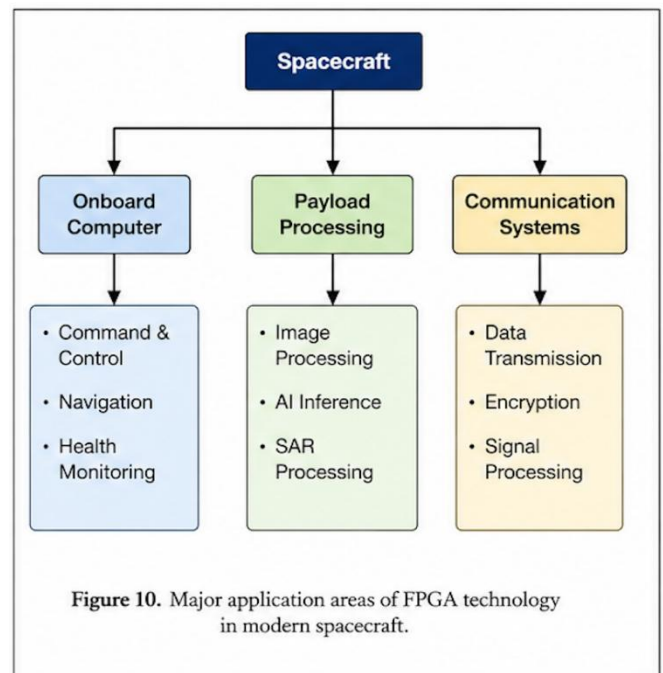 Spacecraft
Onboard
Computer
Payload
Processing
Communication
Systems
• Command &
Control
• Navigation
• Health
Monitoring
• Image
Processing
• AI Inference
• SAR
Processing
• Data
Transmission
• Encryption
• Signal
Processing
Figure 10. Major application areas of FPGA technology
in modern spacecraft.